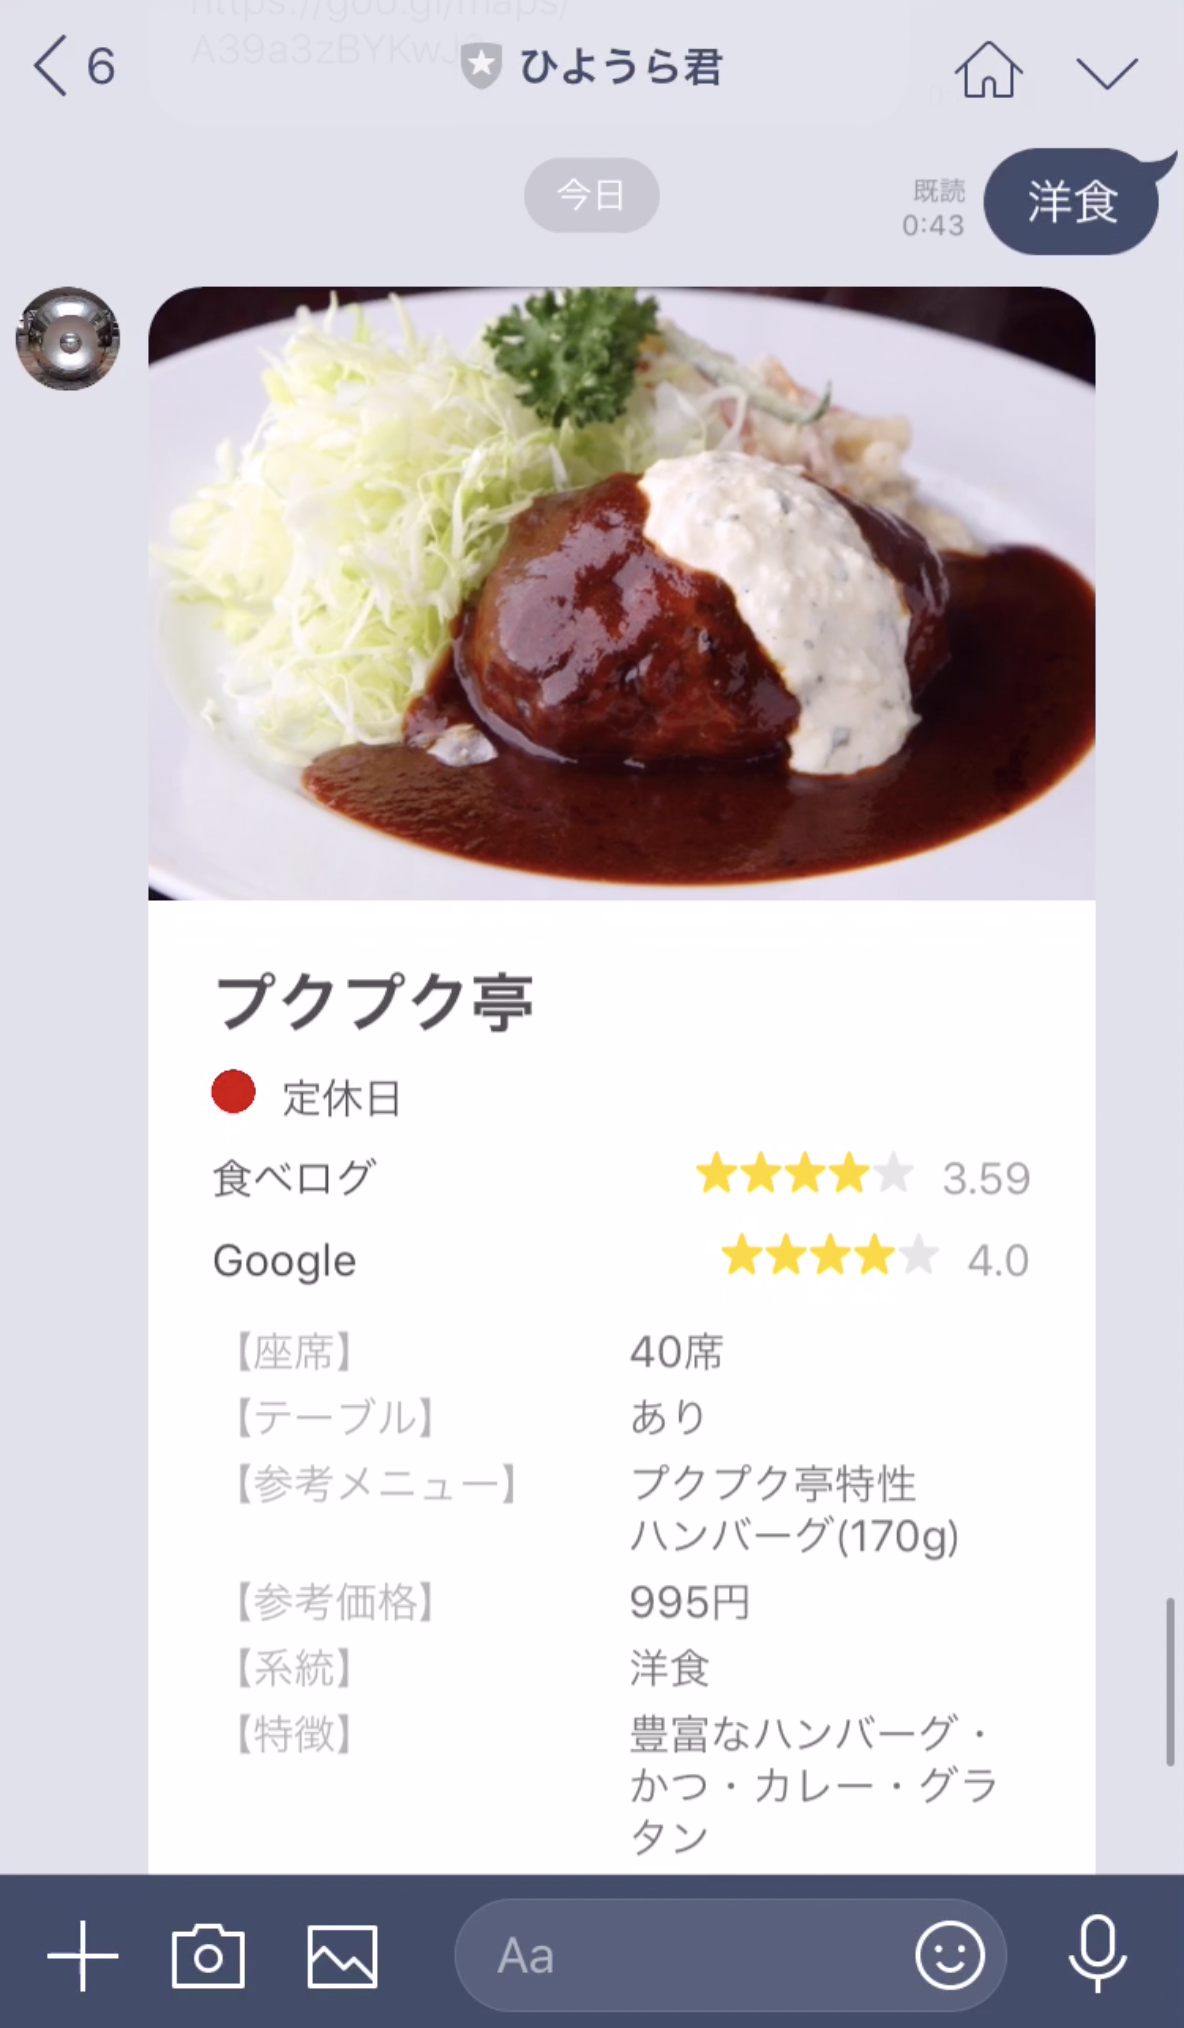 https://goo.gl/maps/
6
ひようら君
今日
既読
0:43
洋食
プクプク亭
定休日
食べログ 3.59
Google 4.0
【座席】 40席
【テーブル】 あり
【参考メニュー】 プクプク亭特性
ハンバーグ(170g)
【参考価格】 995円
【系統】 洋食
【特徴】 豊富なハンバーグ・
かつ・カレー・グラ
タン
Aa